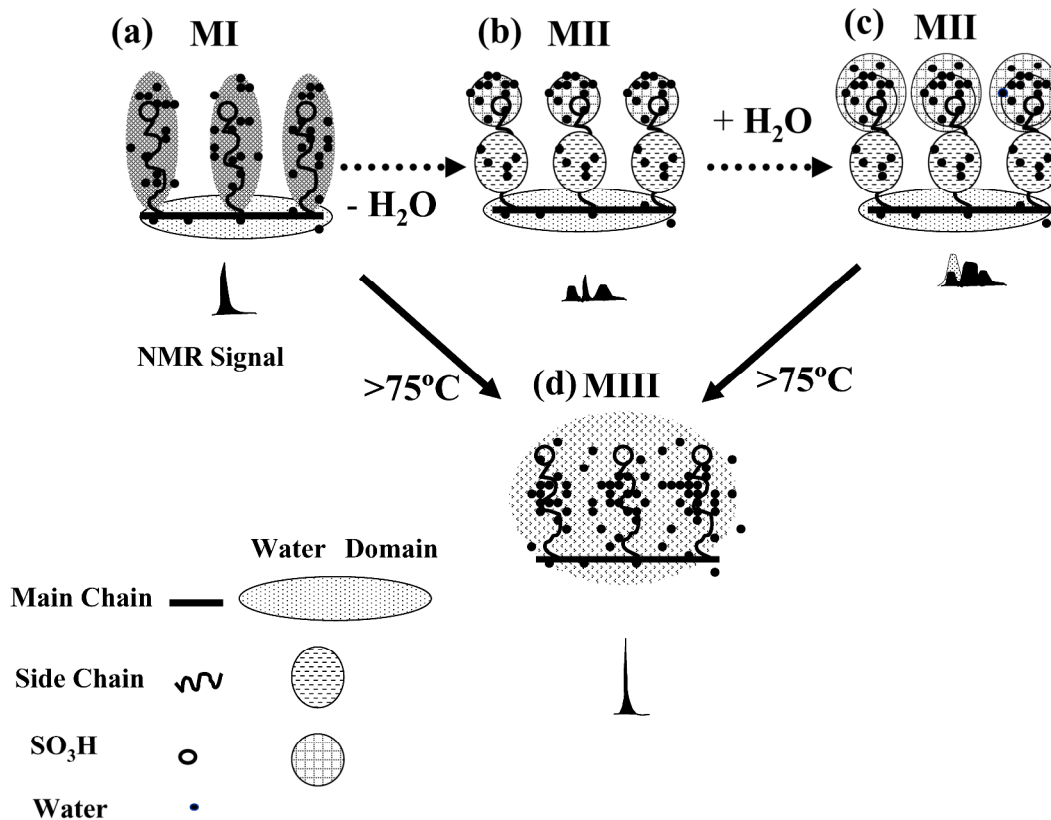 (a) MI
(b) MII
(c) MII
+ H₂O
- H₂O
NMR Signal
>75ºC
(d) MIII
>75ºC
Water Domain
Main Chain
Side Chain
SO₃H
Water